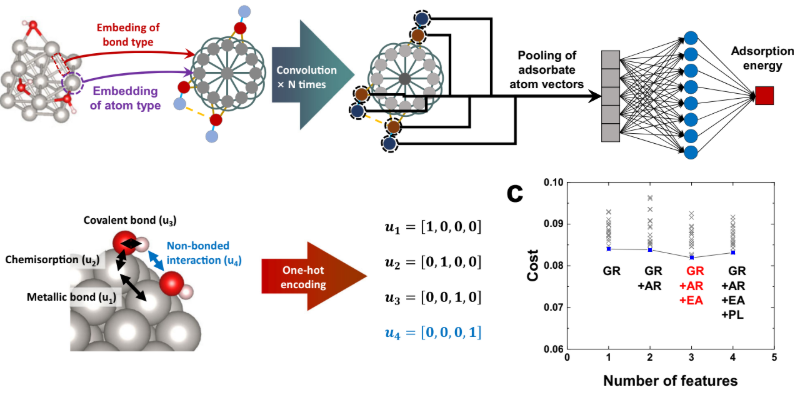 Embeding of
bond type
Embedding
of atom type
Convolution
× N times
Pooling of
adsorbate
atom vectors
Adsorption
energy
Covalent bond (u₃)
Chemisorption
(u₂)
Metallic bond (u₁)
Non-bonded
interaction (u₄)
One-hot
encoding
u₁ = [1, 0, 0, 0]
u₂ = [0, 1, 0, 0]
u₃ = [0, 0, 1, 0]
u₄ = [0, 0, 0, 1]
C
Cost
0.10
0.09
0.08
0.07
0.06
GR
GR
+AR
GR
+AR
+EA
GR
+AR
+EA
+PL
0 1 2 3 4 5
Number of features